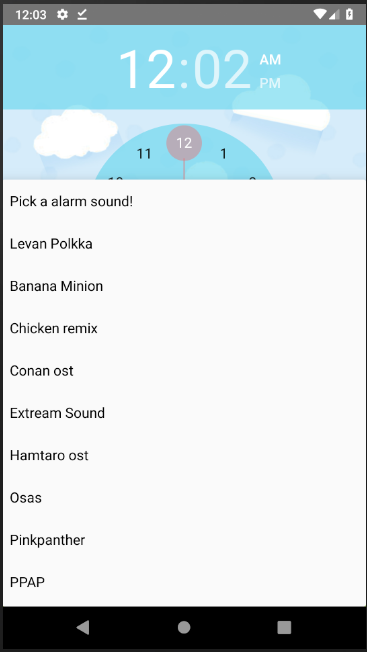 12:03
12:02
AM
PM
12
11
1
Pick a alarm sound!
Levan Polkka
Banana Minion
Chicken remix
Conan ost
Extream Sound
Hamtaro ost
Osas
Pinkpanther
PPAP